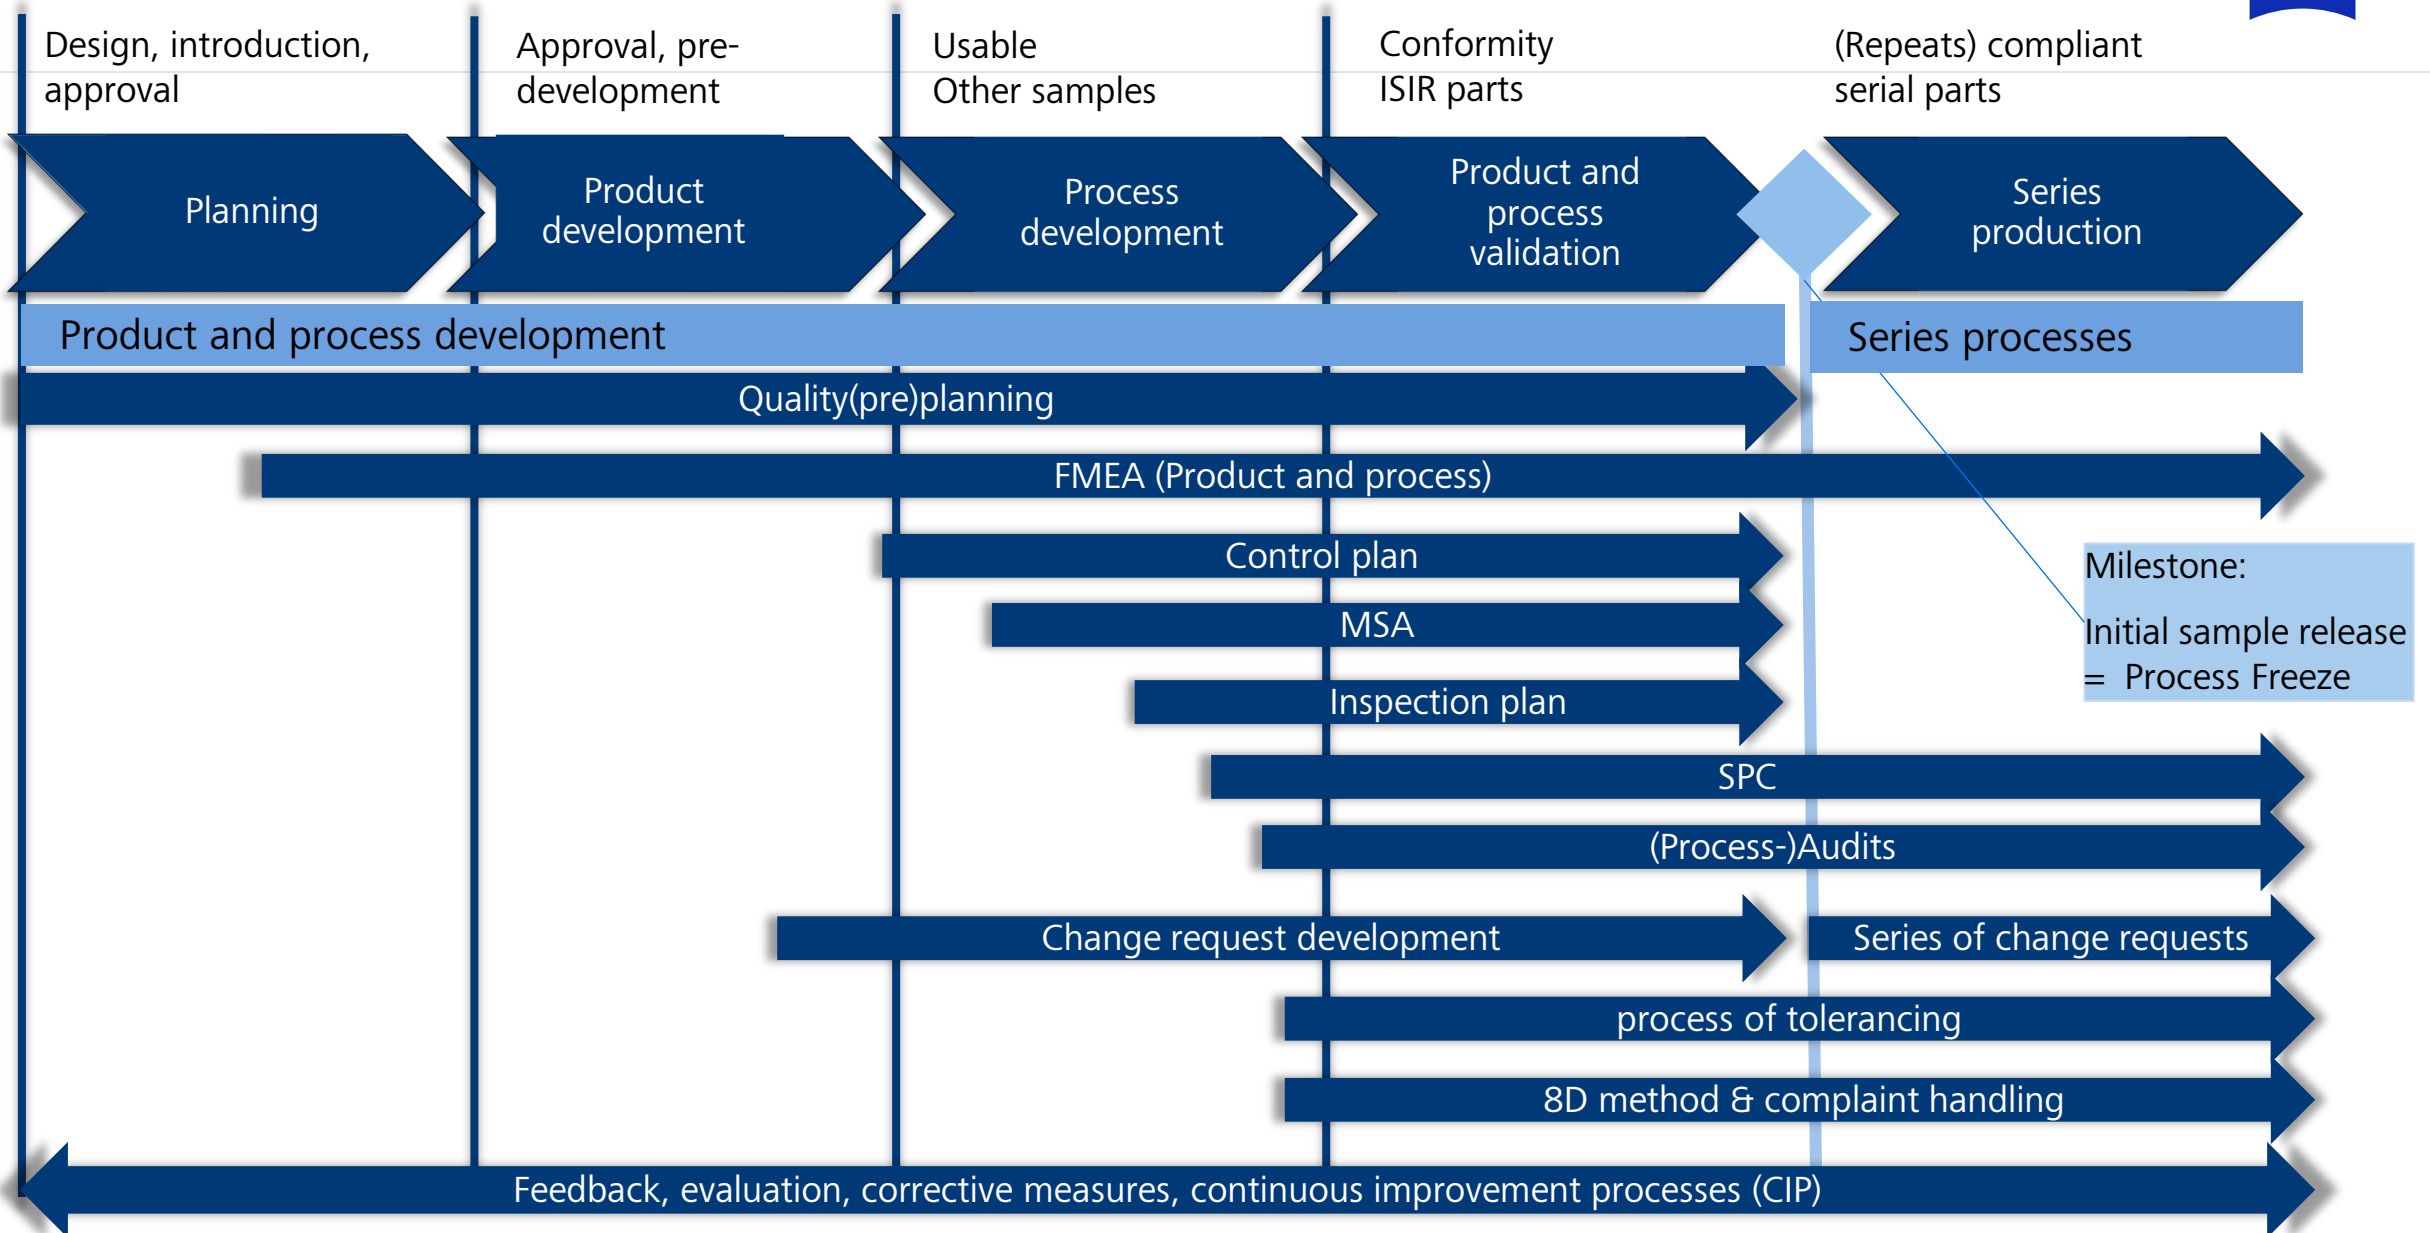 Design, introduction,
approval
Approval, pre-
development
Usable
Other samples
Conformity
ISIR parts
(Repeats) compliant
serial parts
Planning
Product
development
Process
development
Product and
process
validation
Series
production
Product and process development
Series processes
Quality(pre)planning
FMEA (Product and process)
Control plan
Milestone:
Initial sample release
= Process Freeze
MSA
Inspection plan
SPC
(Process-)Audits
Change request development
Series of change requests
process of tolerancing
8D method & complaint handling
Feedback, evaluation, corrective measures, continuous improvement processes (CIP)